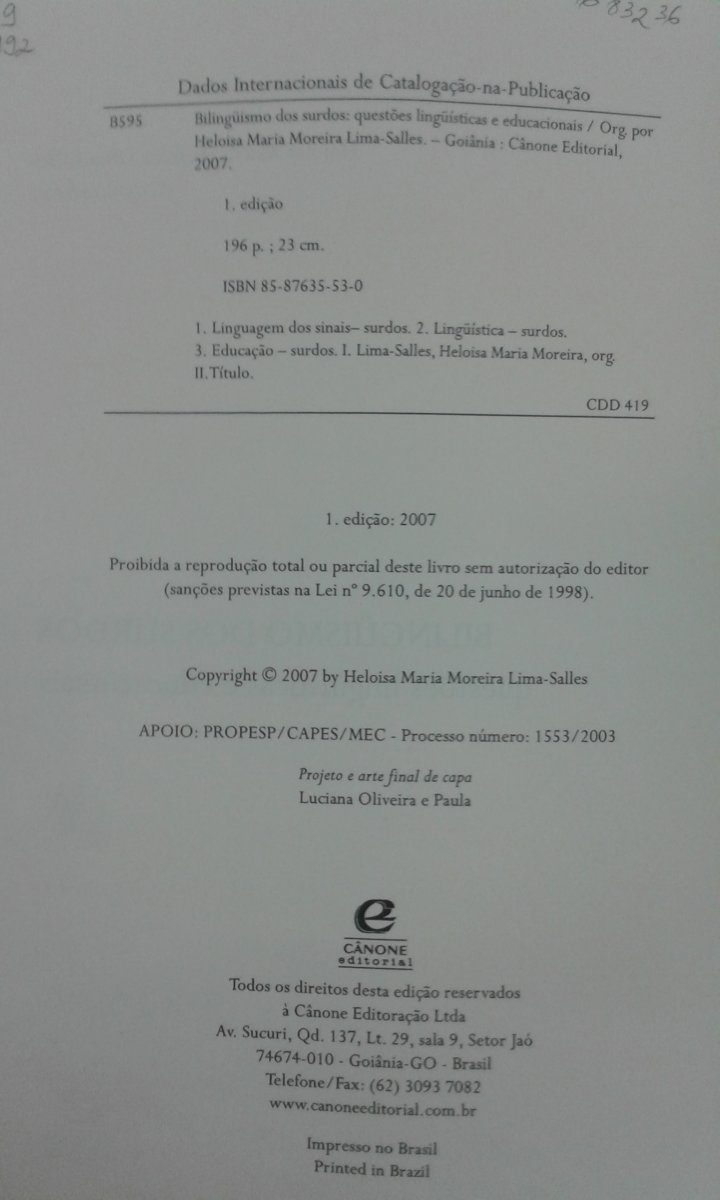 9
192
83236
Dados Internacionais de Catalogação-na-Publicação
B595
Bilingüismo dos surdos: questões lingüísticas e educacionais / Org. por
Heloisa Maria Moreira Lima-Salles. – Goiânia : Cânone Editorial,
2007.
1. edição
196 p. ; 23 cm.
ISBN 85-87635-53-0
1. Linguagem dos sinais– surdos. 2. Lingüística – surdos.
3. Educação – surdos. I. Lima-Salles, Heloisa Maria Moreira, org.
II.Título.
CDD 419
1. edição: 2007
Proibida a reprodução total ou parcial deste livro sem autorização do editor
(sanções previstas na Lei nº 9.610, de 20 de junho de 1998).
BILINGÜISMO DOS SURDOS
Copyright © 2007 by Heloisa Maria Moreira Lima-Salles
APOIO: PROPESP/CAPES/MEC - Processo número: 1553/2003
Projeto e arte final de capa
Luciana Oliveira e Paula
CÂNONE
editorial
Todos os direitos desta edição reservados
à Cânone Editoração Ltda
Av. Sucuri, Qd. 137, Lt. 29, sala 9, Setor Jaó
74674-010 - Goiânia-GO - Brasil
Telefone/Fax: (62) 3093 7082
www.canoneeditorial.com.br
Impresso no Brasil
Printed in Brazil